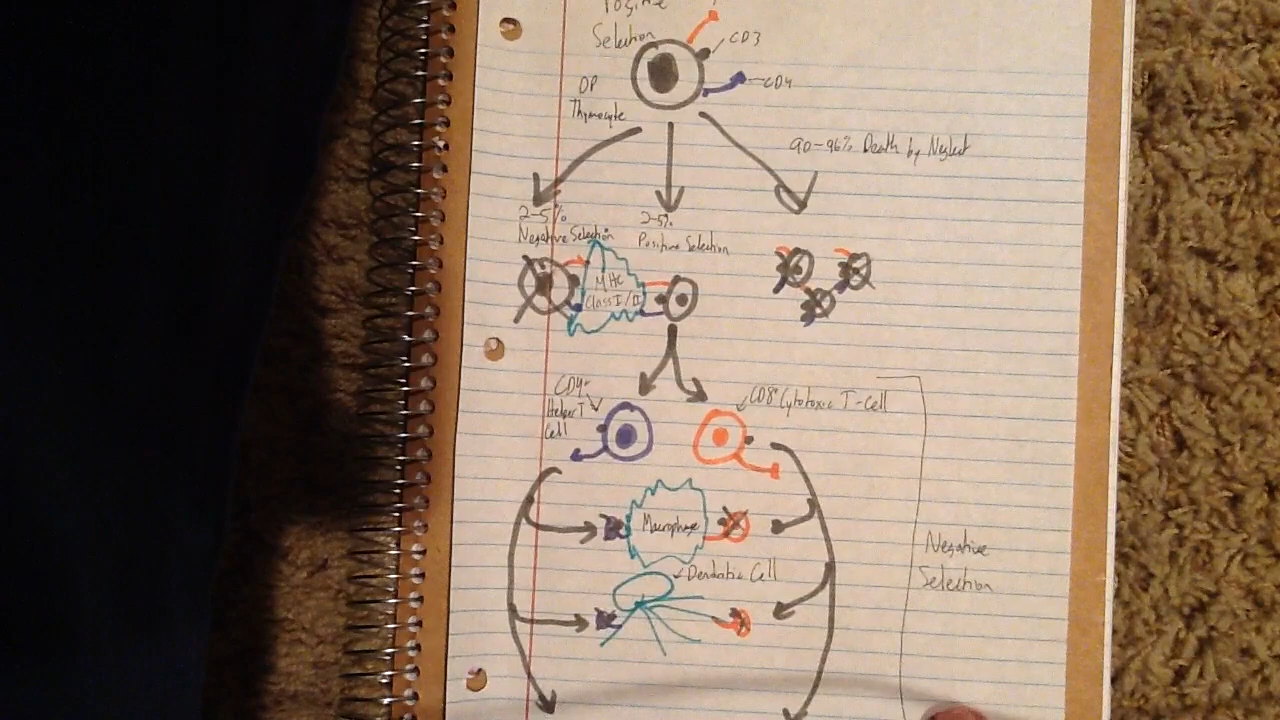 Positive
Selection
CD3
CD4
DP
Thymocyte
90-96% Death by Neglect
2-5%
Negative Selection
2-5%
Positive Selection
MHC
Class I/II
CD4+
Helper T
Cell
CD8+ Cytotoxic T-Cell
Macrophage
Dendritic Cell
Negative
Selection